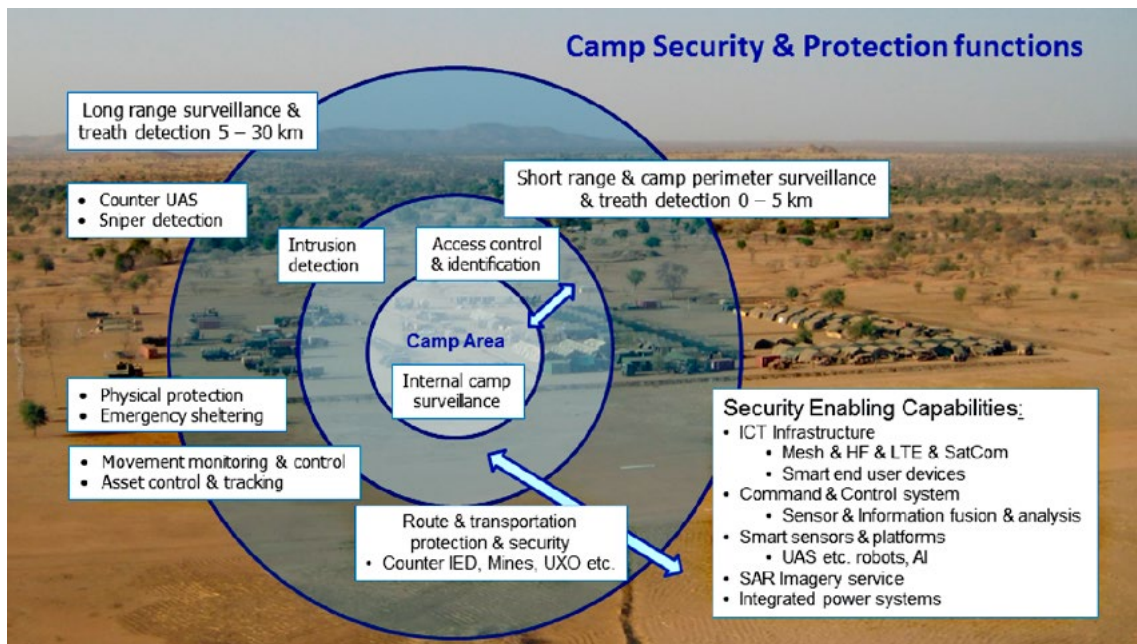 Camp Security & Protection functions
Long range surveillance &
treath detection 5 – 30 km
• Counter UAS
• Sniper detection
Short range & camp perimeter surveillance
& treath detection 0 – 5 km
Intrusion
detection
Access control
& identification
Camp Area
Internal camp
surveillance
• Physical protection
• Emergency sheltering
• Movement monitoring & control
• Asset control & tracking
Route & transportation
protection & security
• Counter IED, Mines, UXO etc.
Security Enabling Capabilities:
• ICT Infrastructure
• Mesh & HF & LTE & SatCom
• Smart end user devices
• Command & Control system
• Sensor & Information fusion & analysis
• Smart sensors & platforms
• UAS etc. robots, AI
• SAR Imagery service
• Integrated power systems